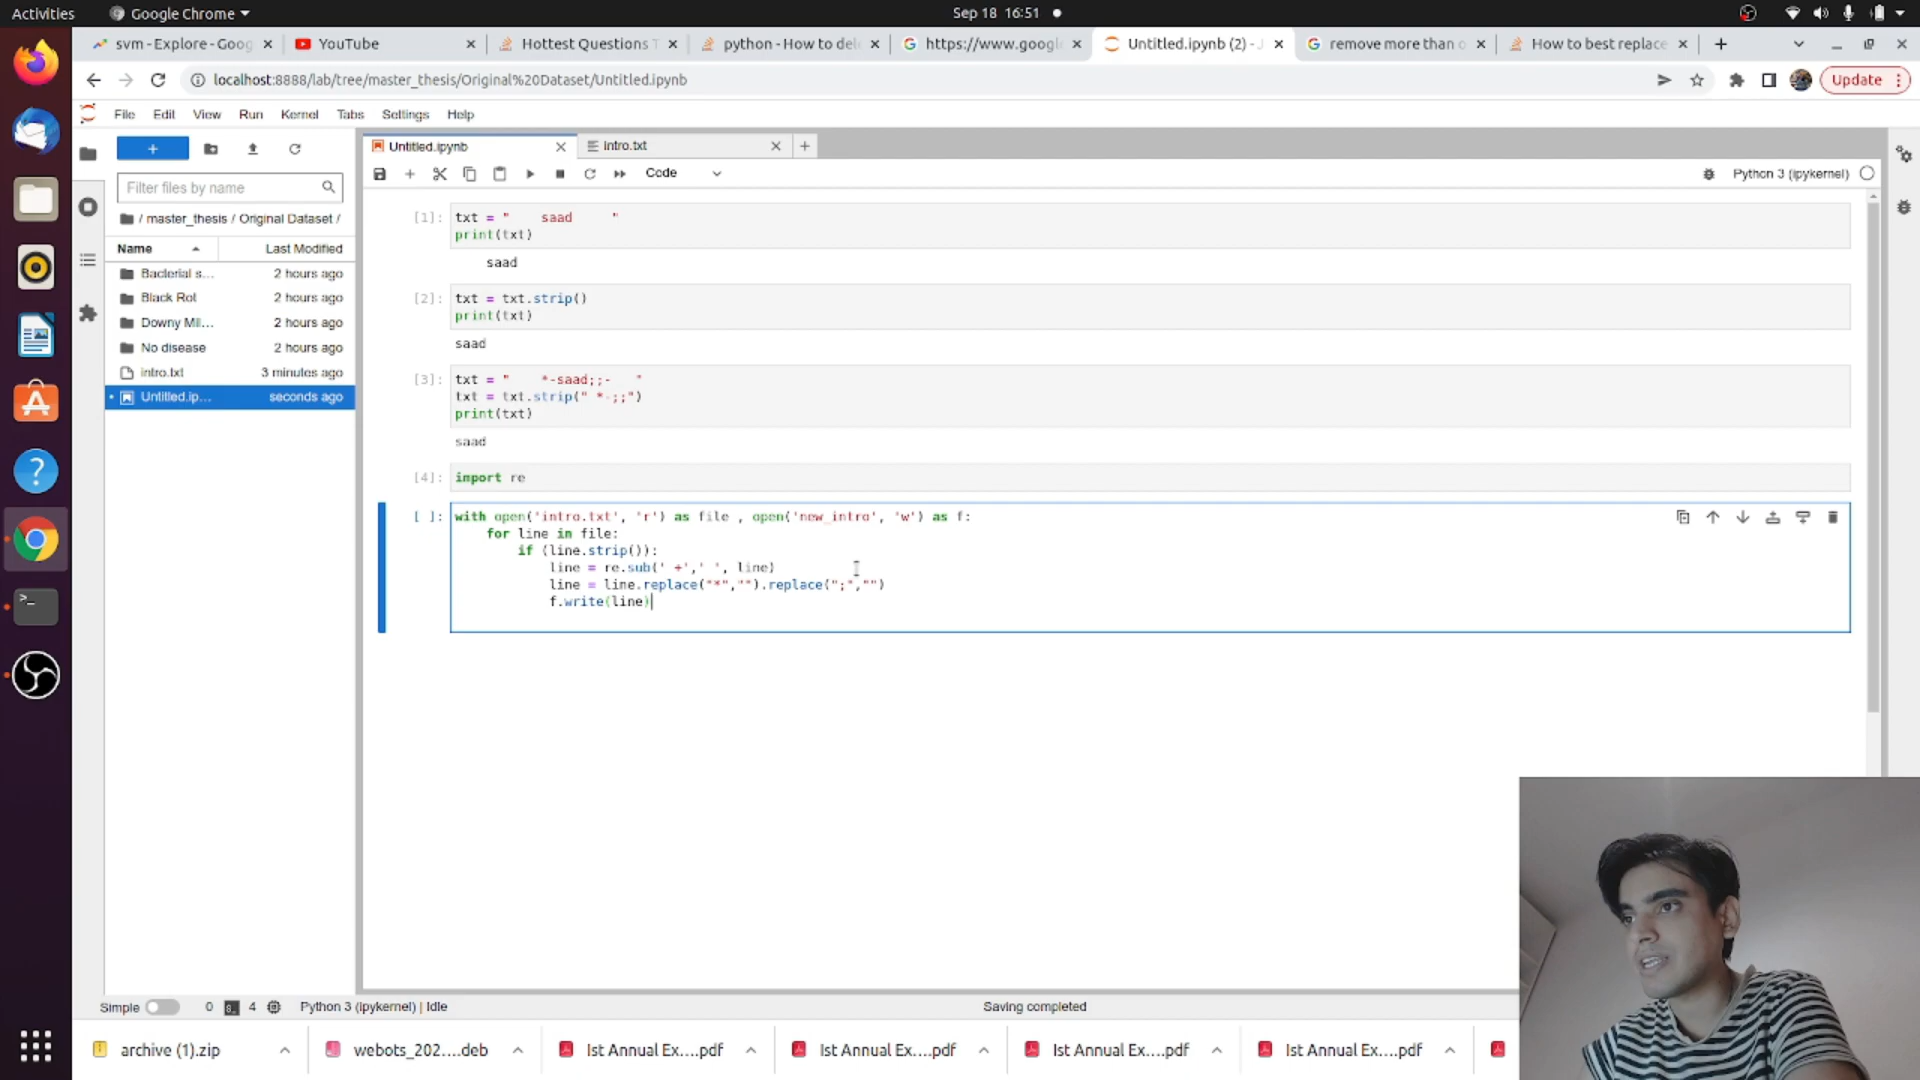 Activities
Google Chrome
Sep 18 16:51
svm - Explore - Goog
YouTube
Hottest Questions
python - How to del
https://www.googl
Untitled.ipynb (2) - J
remove more than o
How to best replace
localhost:8888/lab/tree/master_thesis/Original%20Dataset/Untitled.ipynb
Update
File Edit View Run Kernel Tabs Settings Help
Untitled.ipynb
intro.txt
Filter files by name
Code
Python 3 (ipykernel)
/ master_thesis / Original Dataset /
Name Last Modified
Bacterial s... 2 hours ago
Black Rot 2 hours ago
Downy Mil... 2 hours ago
No disease 2 hours ago
intro.txt 3 minutes ago
Untitled.ip... seconds ago
[1]: txt = "    saad     "
print(txt)
saad
[2]: txt = txt.strip()
print(txt)
saad
[3]: txt = "    *-saad;;-   "
txt = txt.strip(" *-;;")
print(txt)
saad
[4]: import re
[ ]: with open('intro.txt', 'r') as file , open('new_intro', 'w') as f:
for line in file:
if (line.strip()):
line = re.sub(' +',' ', line)
line = line.replace("*","").replace(";","")
f.write(line)
Simple 0 4 Python 3 (ipykernel) | Idle Saving completed
archive (1).zip
webots_202....deb
Ist Annual Ex....pdf
Ist Annual Ex....pdf
Ist Annual Ex....pdf
Ist Annual Ex....pdf